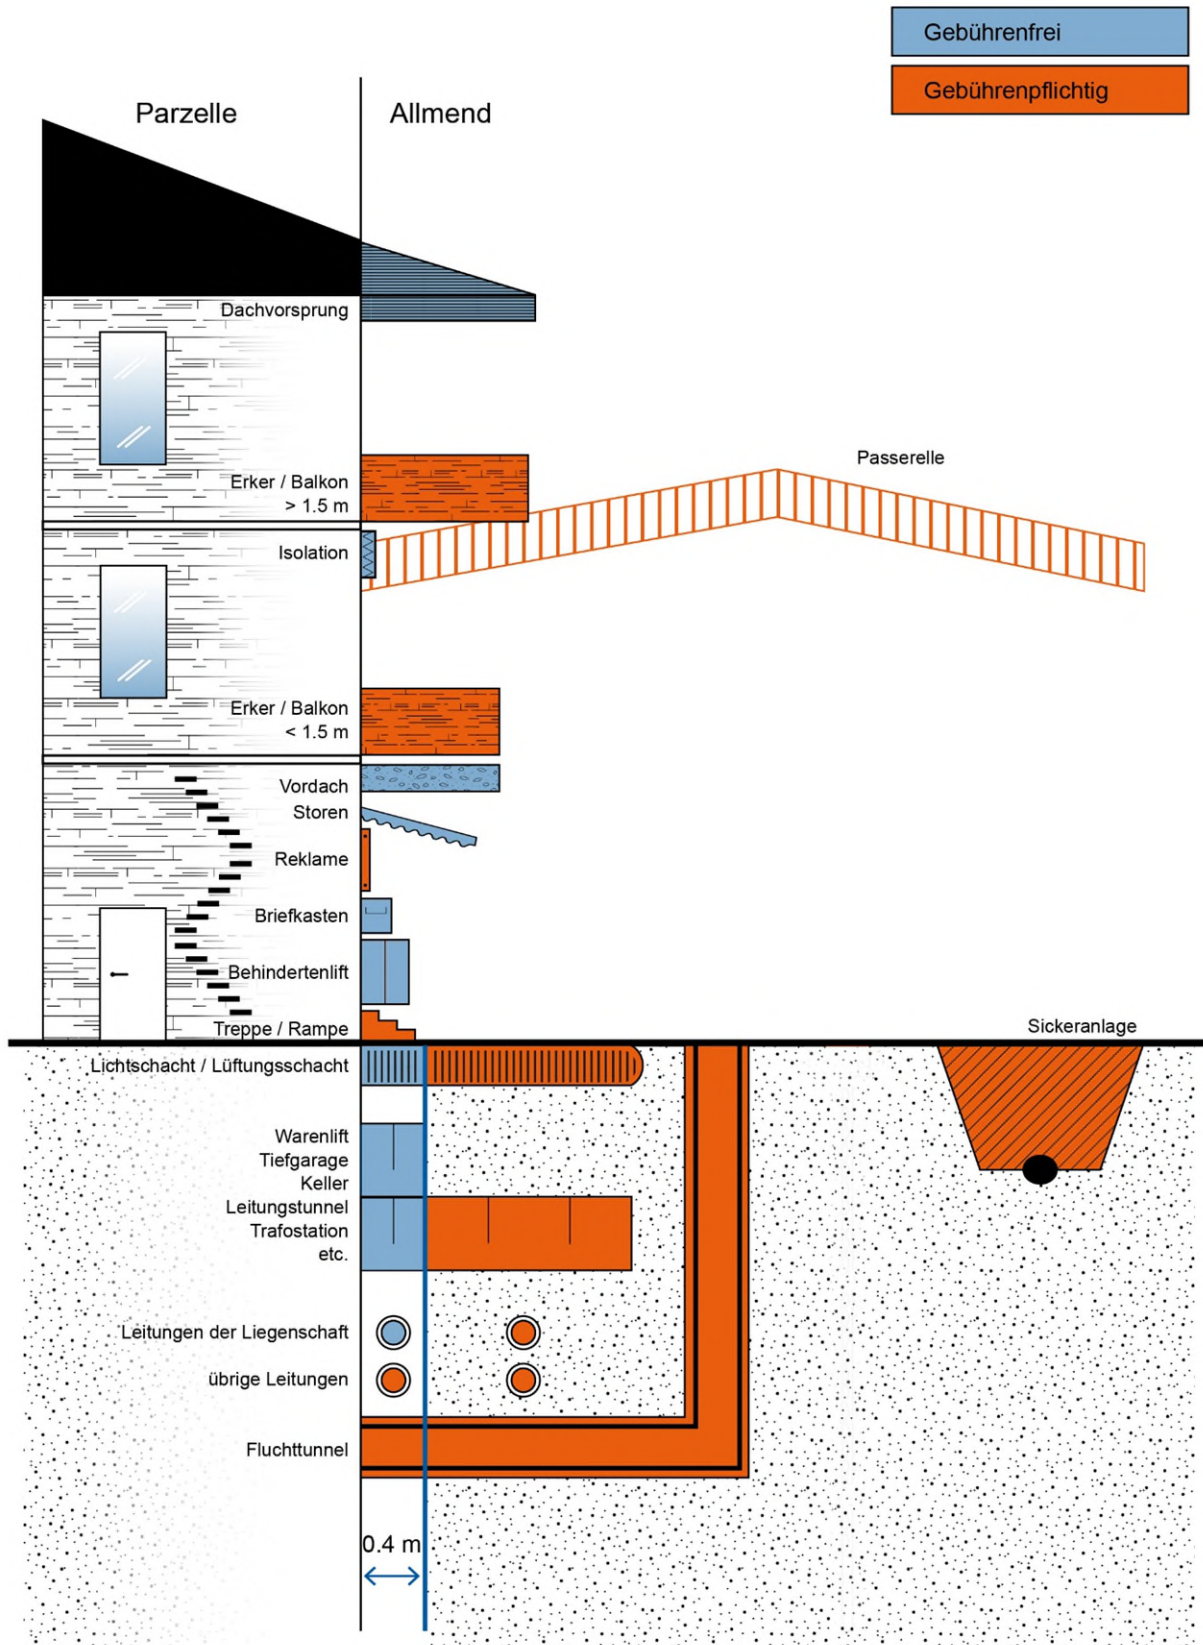 Gebührenfrei
Gebührenpflichtig
Parzelle
Allmend
Dachvorsprung
Passerelle
Erker / Balkon
> 1.5 m
Isolation
Erker / Balkon
< 1.5 m
Vordach
Storen
Reklame
Briefkasten
Behindertenlift
Treppe / Rampe
Sickeranlage
Lichtschacht / Lüftungsschacht
Warenlift
Tiefgarage
Keller
Leitungstunnel
Trafostation
etc.
Leitungen der Liegenschaft
übrige Leitungen
Fluchttunnel
0.4 m